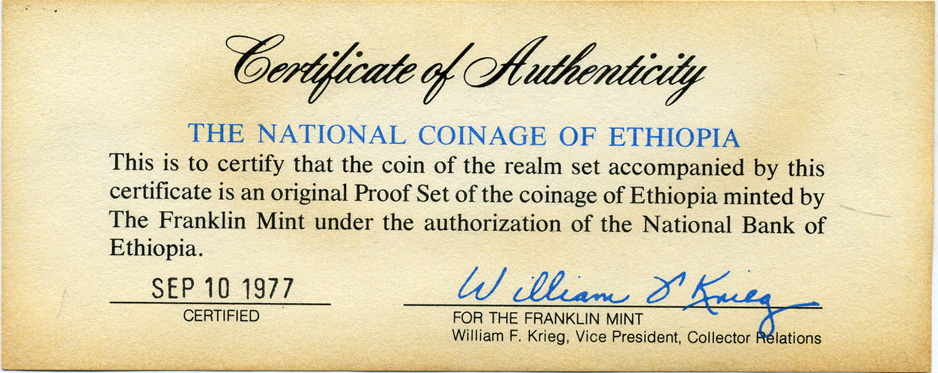 Certificate of Authenticity
THE NATIONAL COINAGE OF ETHIOPIA
This is to certify that the coin of the realm set accompanied by this
certificate is an original Proof Set of the coinage of Ethiopia minted by
The Franklin Mint under the authorization of the National Bank of
Ethiopia.
SEP 10 1977
CERTIFIED
William F Krieg
FOR THE FRANKLIN MINT
William F. Krieg, Vice President, Collector Relations